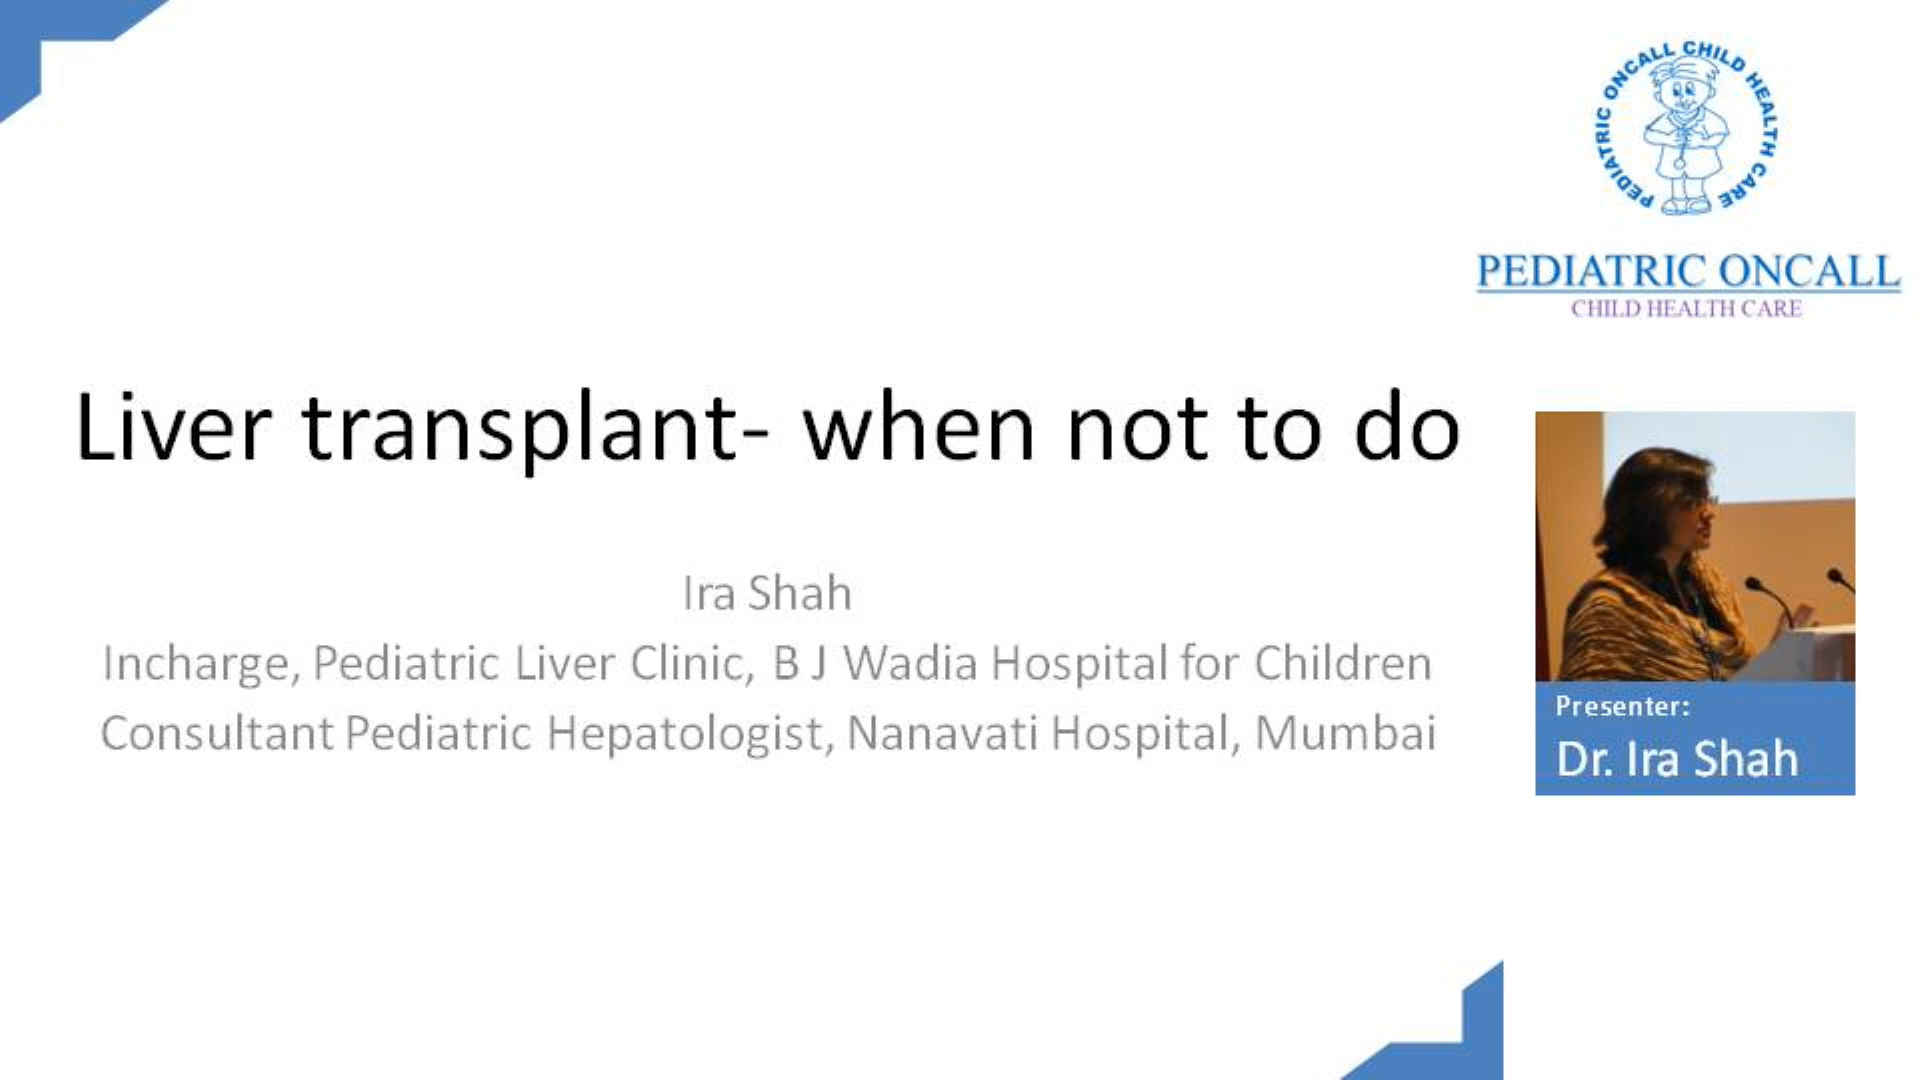 PEDIATRIC ONCALL CHILD HEALTH CARE
PEDIATRIC ONCALL
CHILD HEALTH CARE
Liver transplant- when not to do
Ira Shah
Incharge, Pediatric Liver Clinic, B J Wadia Hospital for Children
Consultant Pediatric Hepatologist, Nanavati Hospital, Mumbai
Presenter:
Dr. Ira Shah